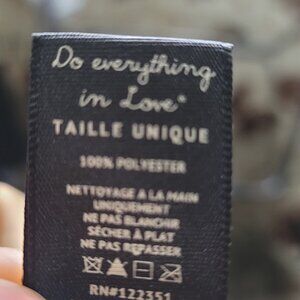 Do everything
in Love®
TAILLE UNIQUE
100% POLYESTER
NETTOYAGE A LA MAIN
UNIQUEMENT
NE PAS BLANCHIR
SÉCHER À PLAT
NE PAS REPASSER
RN#122351